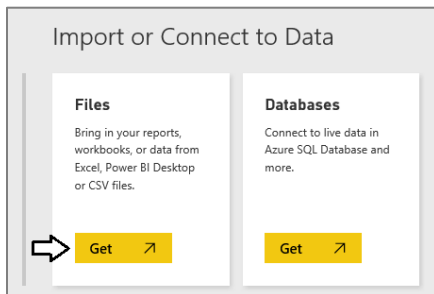 Import or Connect to Data
Files
Bring in your reports,
workbooks, or data from
Excel, Power BI Desktop
or CSV files.
Get
Databases
Connect to live data in
Azure SQL Database and
more.
Get